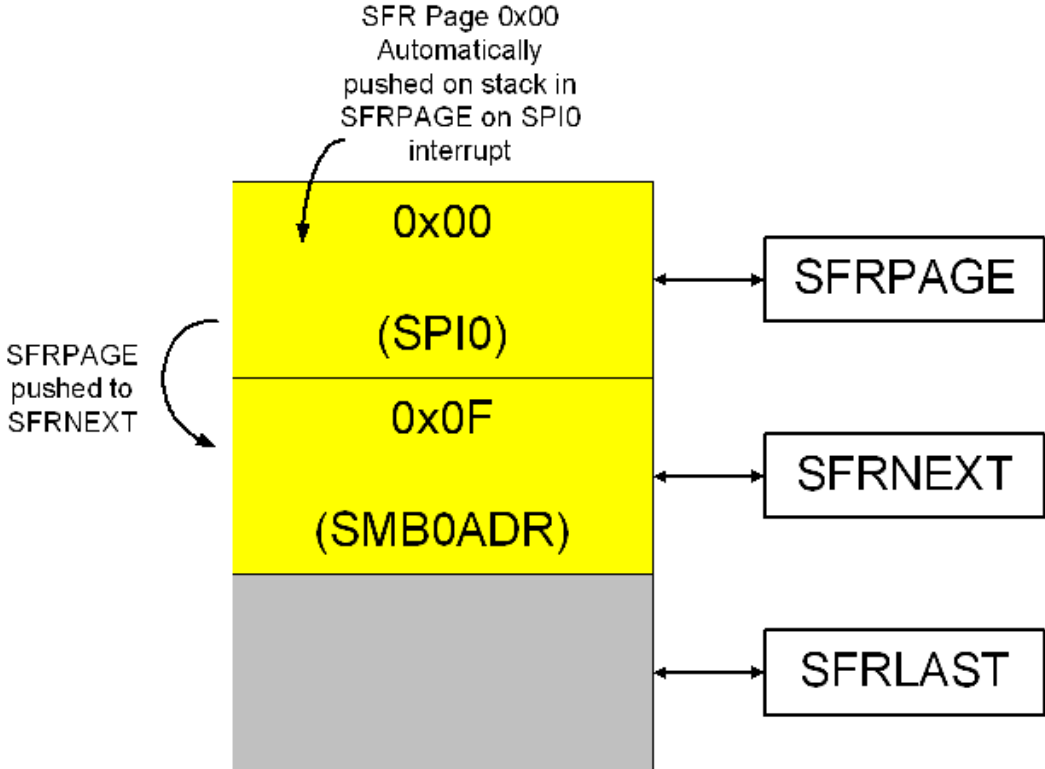 SFR Page 0x00
Automatically
pushed on stack in
SFRPAGE on SPI0
interrupt
0x00
(SPI0)
SFRPAGE
SFRPAGE
pushed to
SFRNEXT
0x0F
(SMB0ADR)
SFRNEXT
SFRLAST